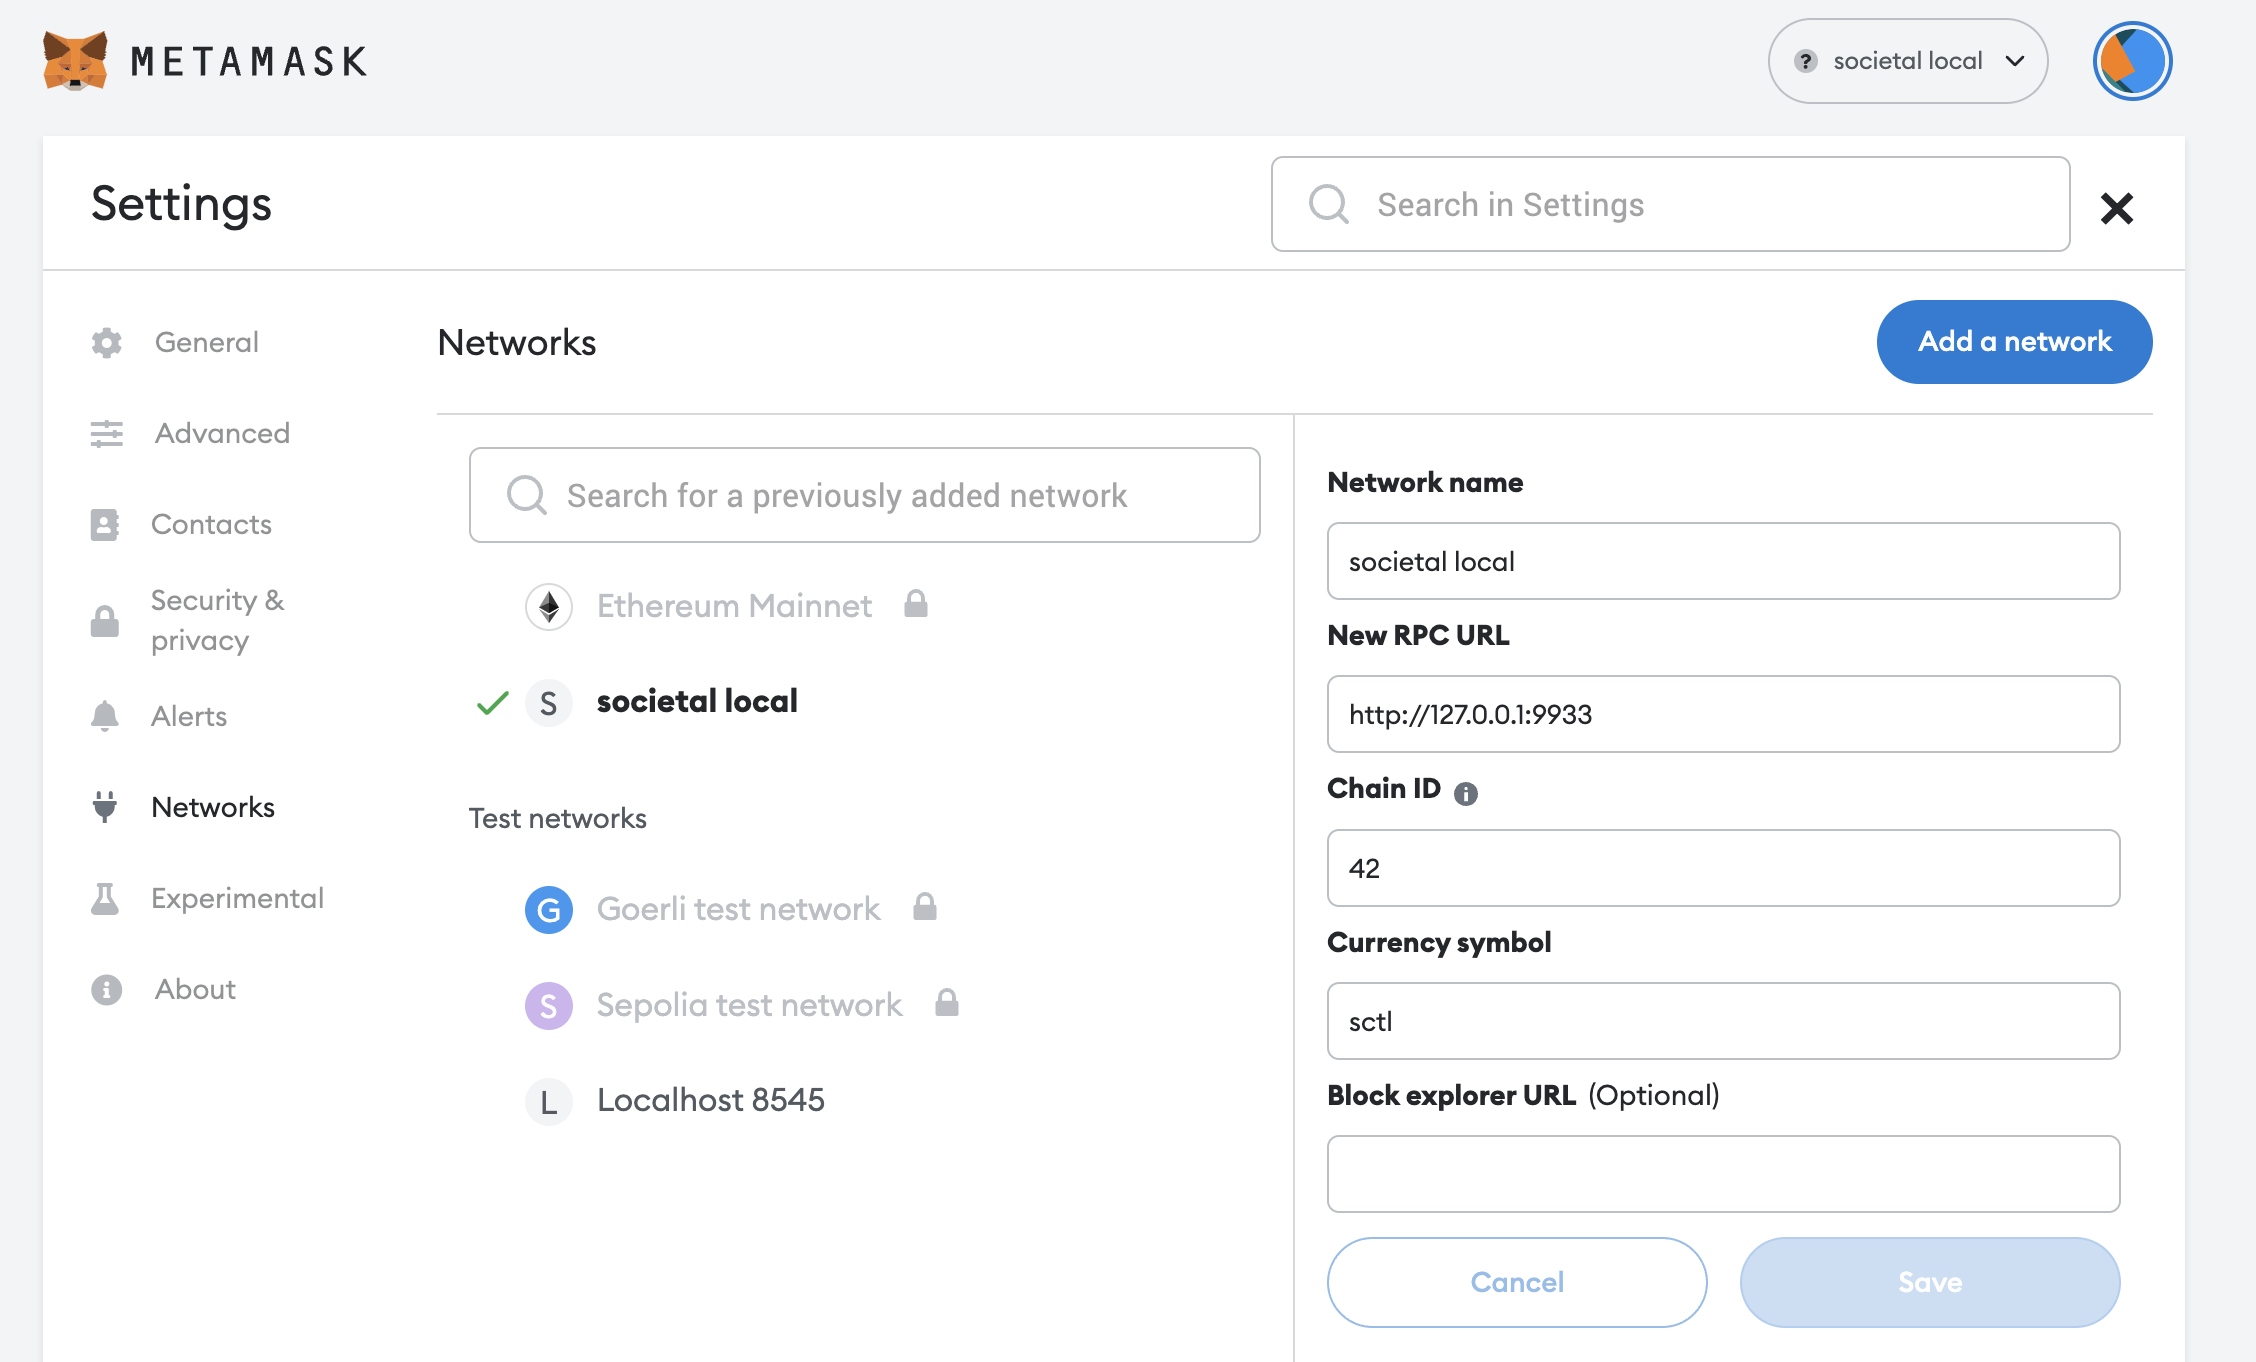 METAMASK
? societal local
Settings
Search in Settings
General
Advanced
Contacts
Security &
privacy
Alerts
Networks
Experimental
About
Networks
Add a network
Search for a previously added network
Ethereum Mainnet
S societal local
Test networks
G Goerli test network
S Sepolia test network
L Localhost 8545
Network name
societal local
New RPC URL
http://127.0.0.1:9933
Chain ID
42
Currency symbol
sctl
Block explorer URL (Optional)
Cancel
Save